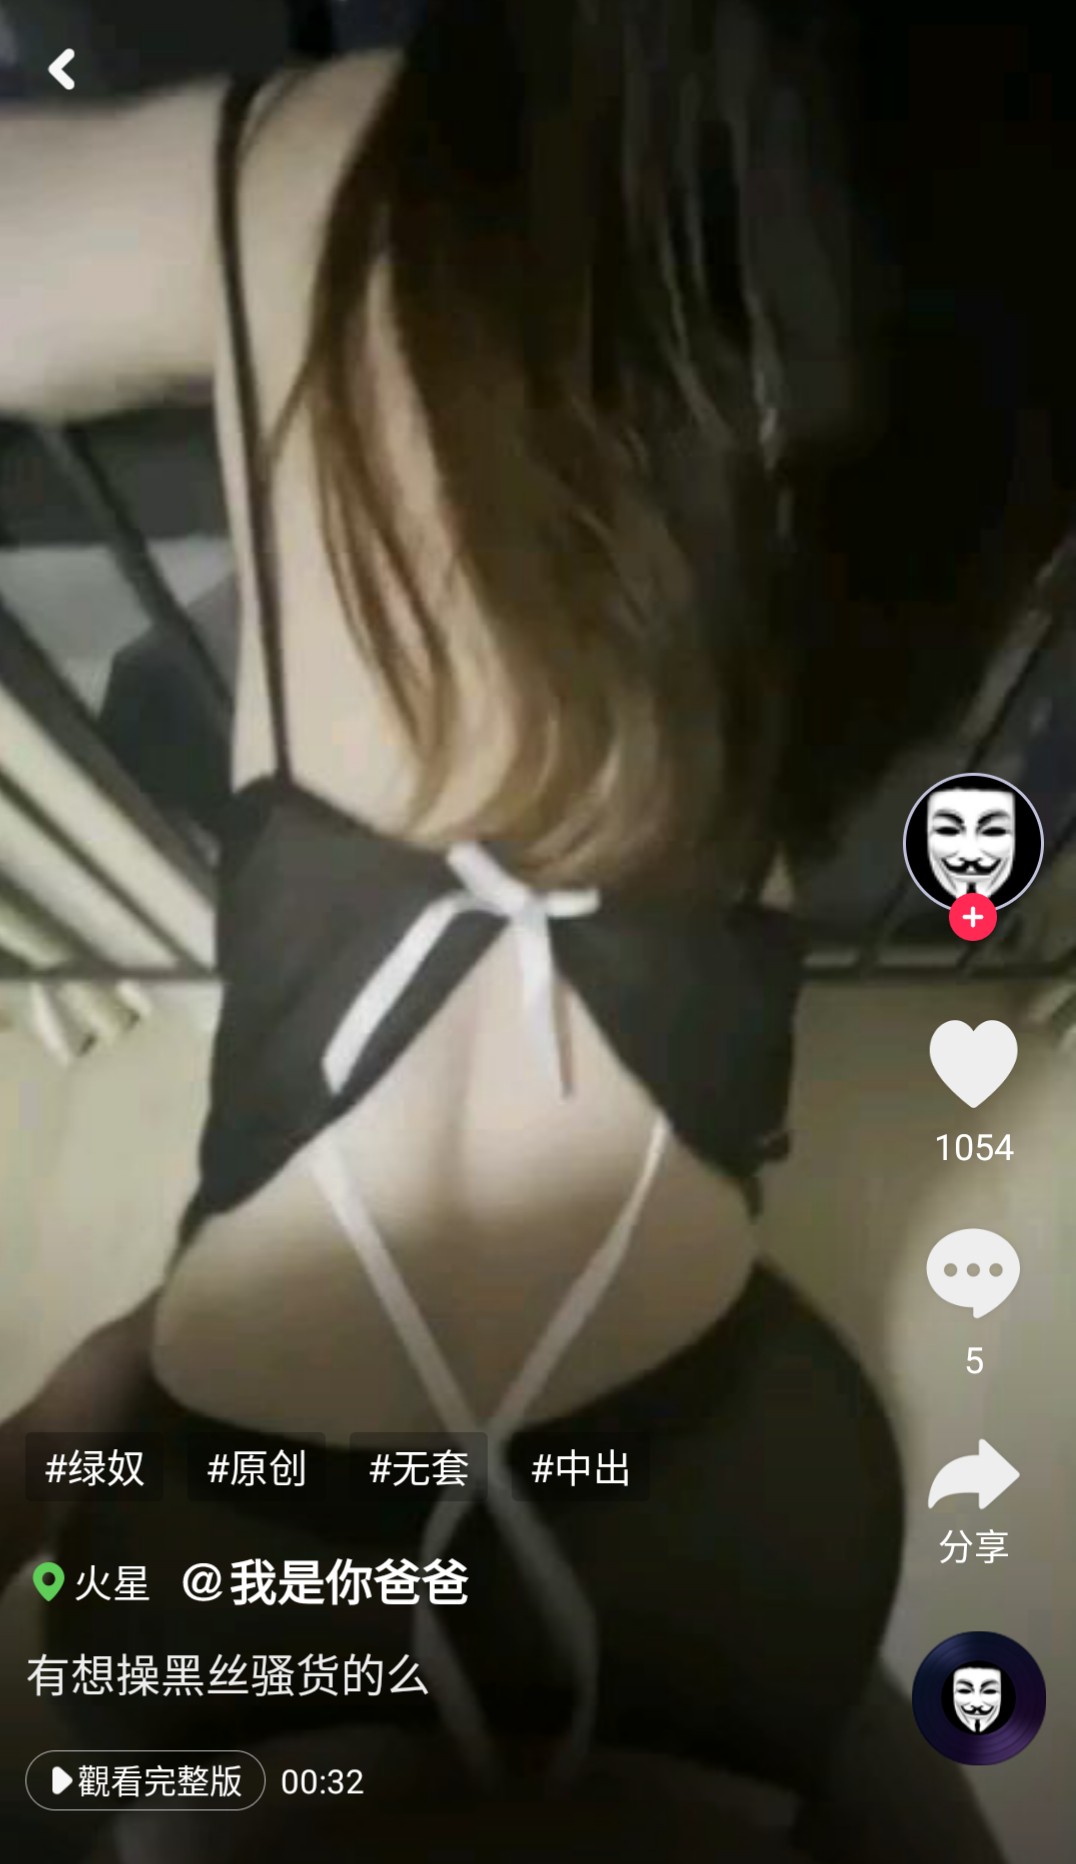 1054
5
分享
#绿奴 #原创 #无套 #中出
火星 @我是你爸爸
有想操黑丝骚货的么
觀看完整版 00:32